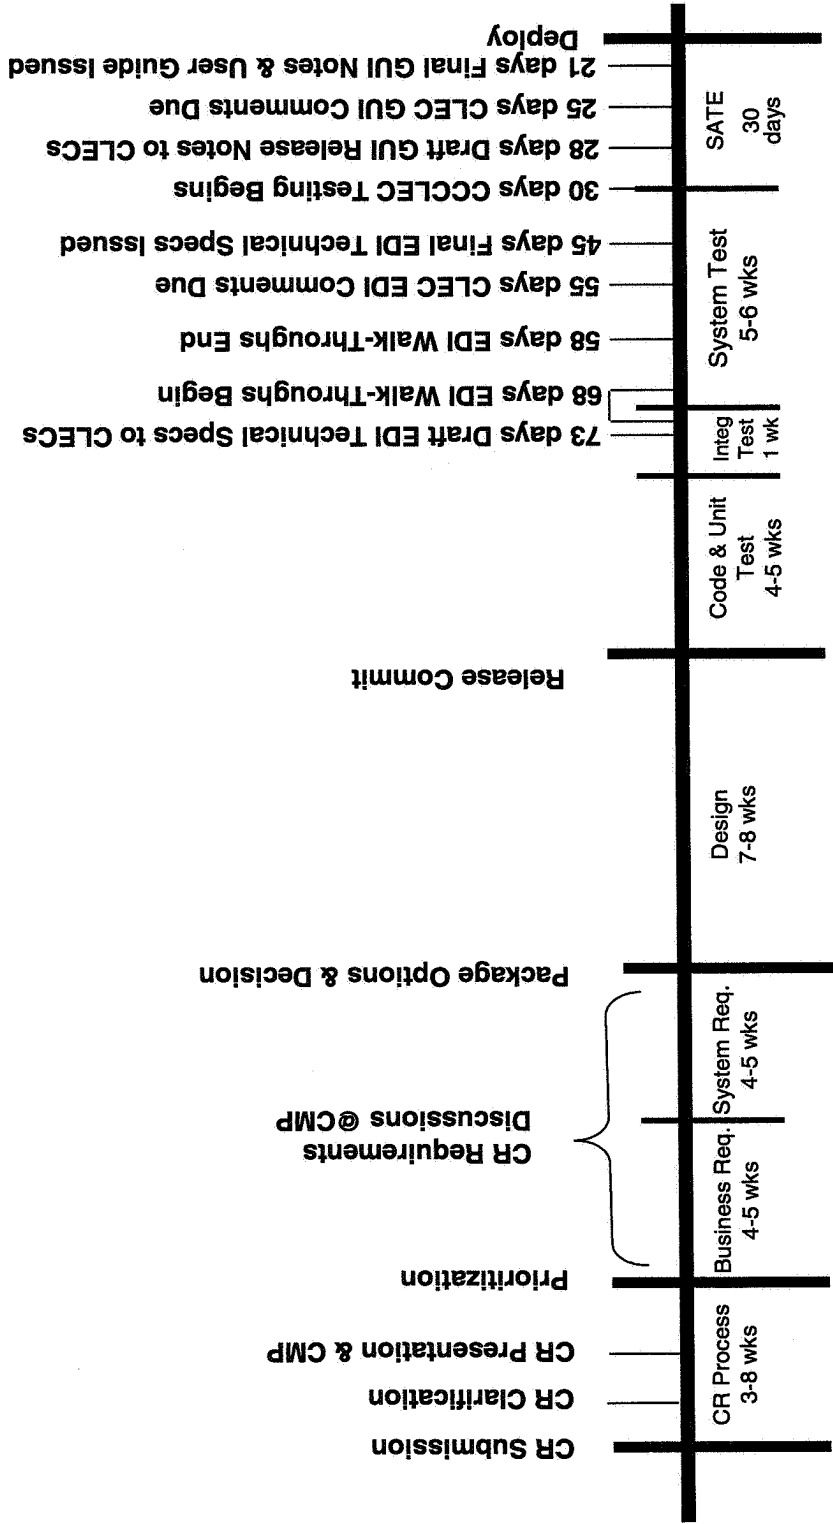 CR Submission
CR Clarification
CR Presentation & CMP
Prioritization
CR Requirements
Discussions @CMP
Package Options & Decision
Release Commit
73 days Draft EDI Technical Specs to CLECs
68 days EDI Walk-Throughs Begin
58 days EDI Walk-Throughs End
55 days CLEC EDI Comments Due
45 days Final EDI Technical Specs Issued
30 days CCCLEC Testing Begins
28 days Draft GUI Release Notes to CLECs
25 days CLEC GUI Comments Due
21 days Final GUI Notes & User Guide Issued
Deploy
CR Process
3-8 wks
Business Req.
4-5 wks
System Req.
4-5 wks
Design
7-8 wks
Code & Unit
Test
4-5 wks
Integ
Test
1 wk
System Test
5-6 wks
SATE
30
days